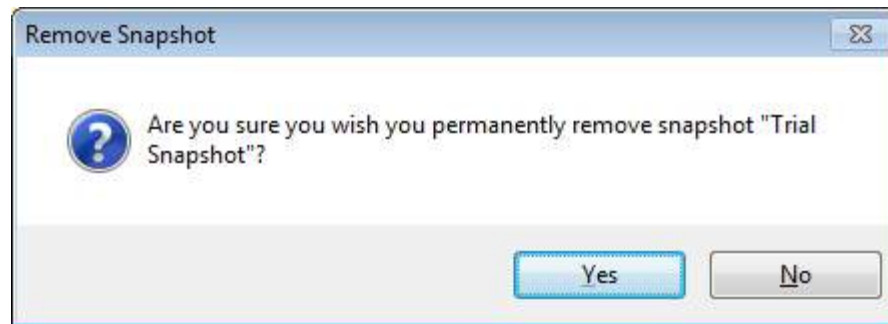 Remove Snapshot
Are you sure you wish you permanently remove snapshot "Trial
Snapshot"?
Yes
No